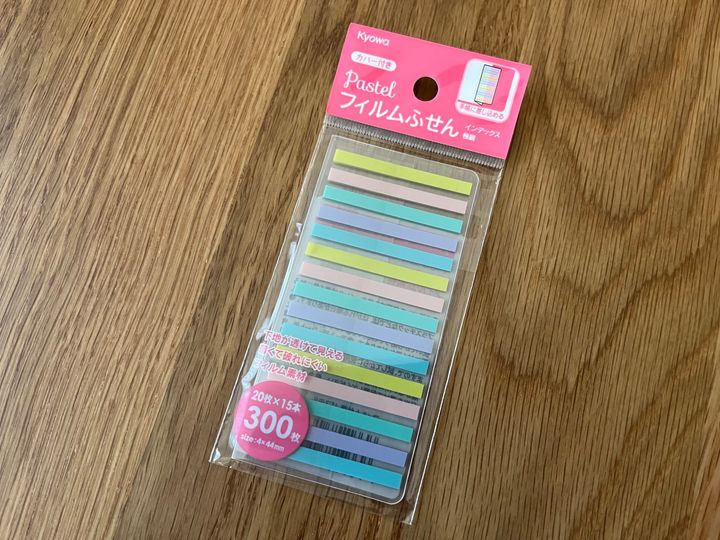 Kyowa
カバー付き
Pastel
フィルムふせん
インデックス
極細
手帳に差し込める
下地が透けて見える
薄くて破れにくい
フィルム素材
20枚×15本
300枚
size:4×44mm